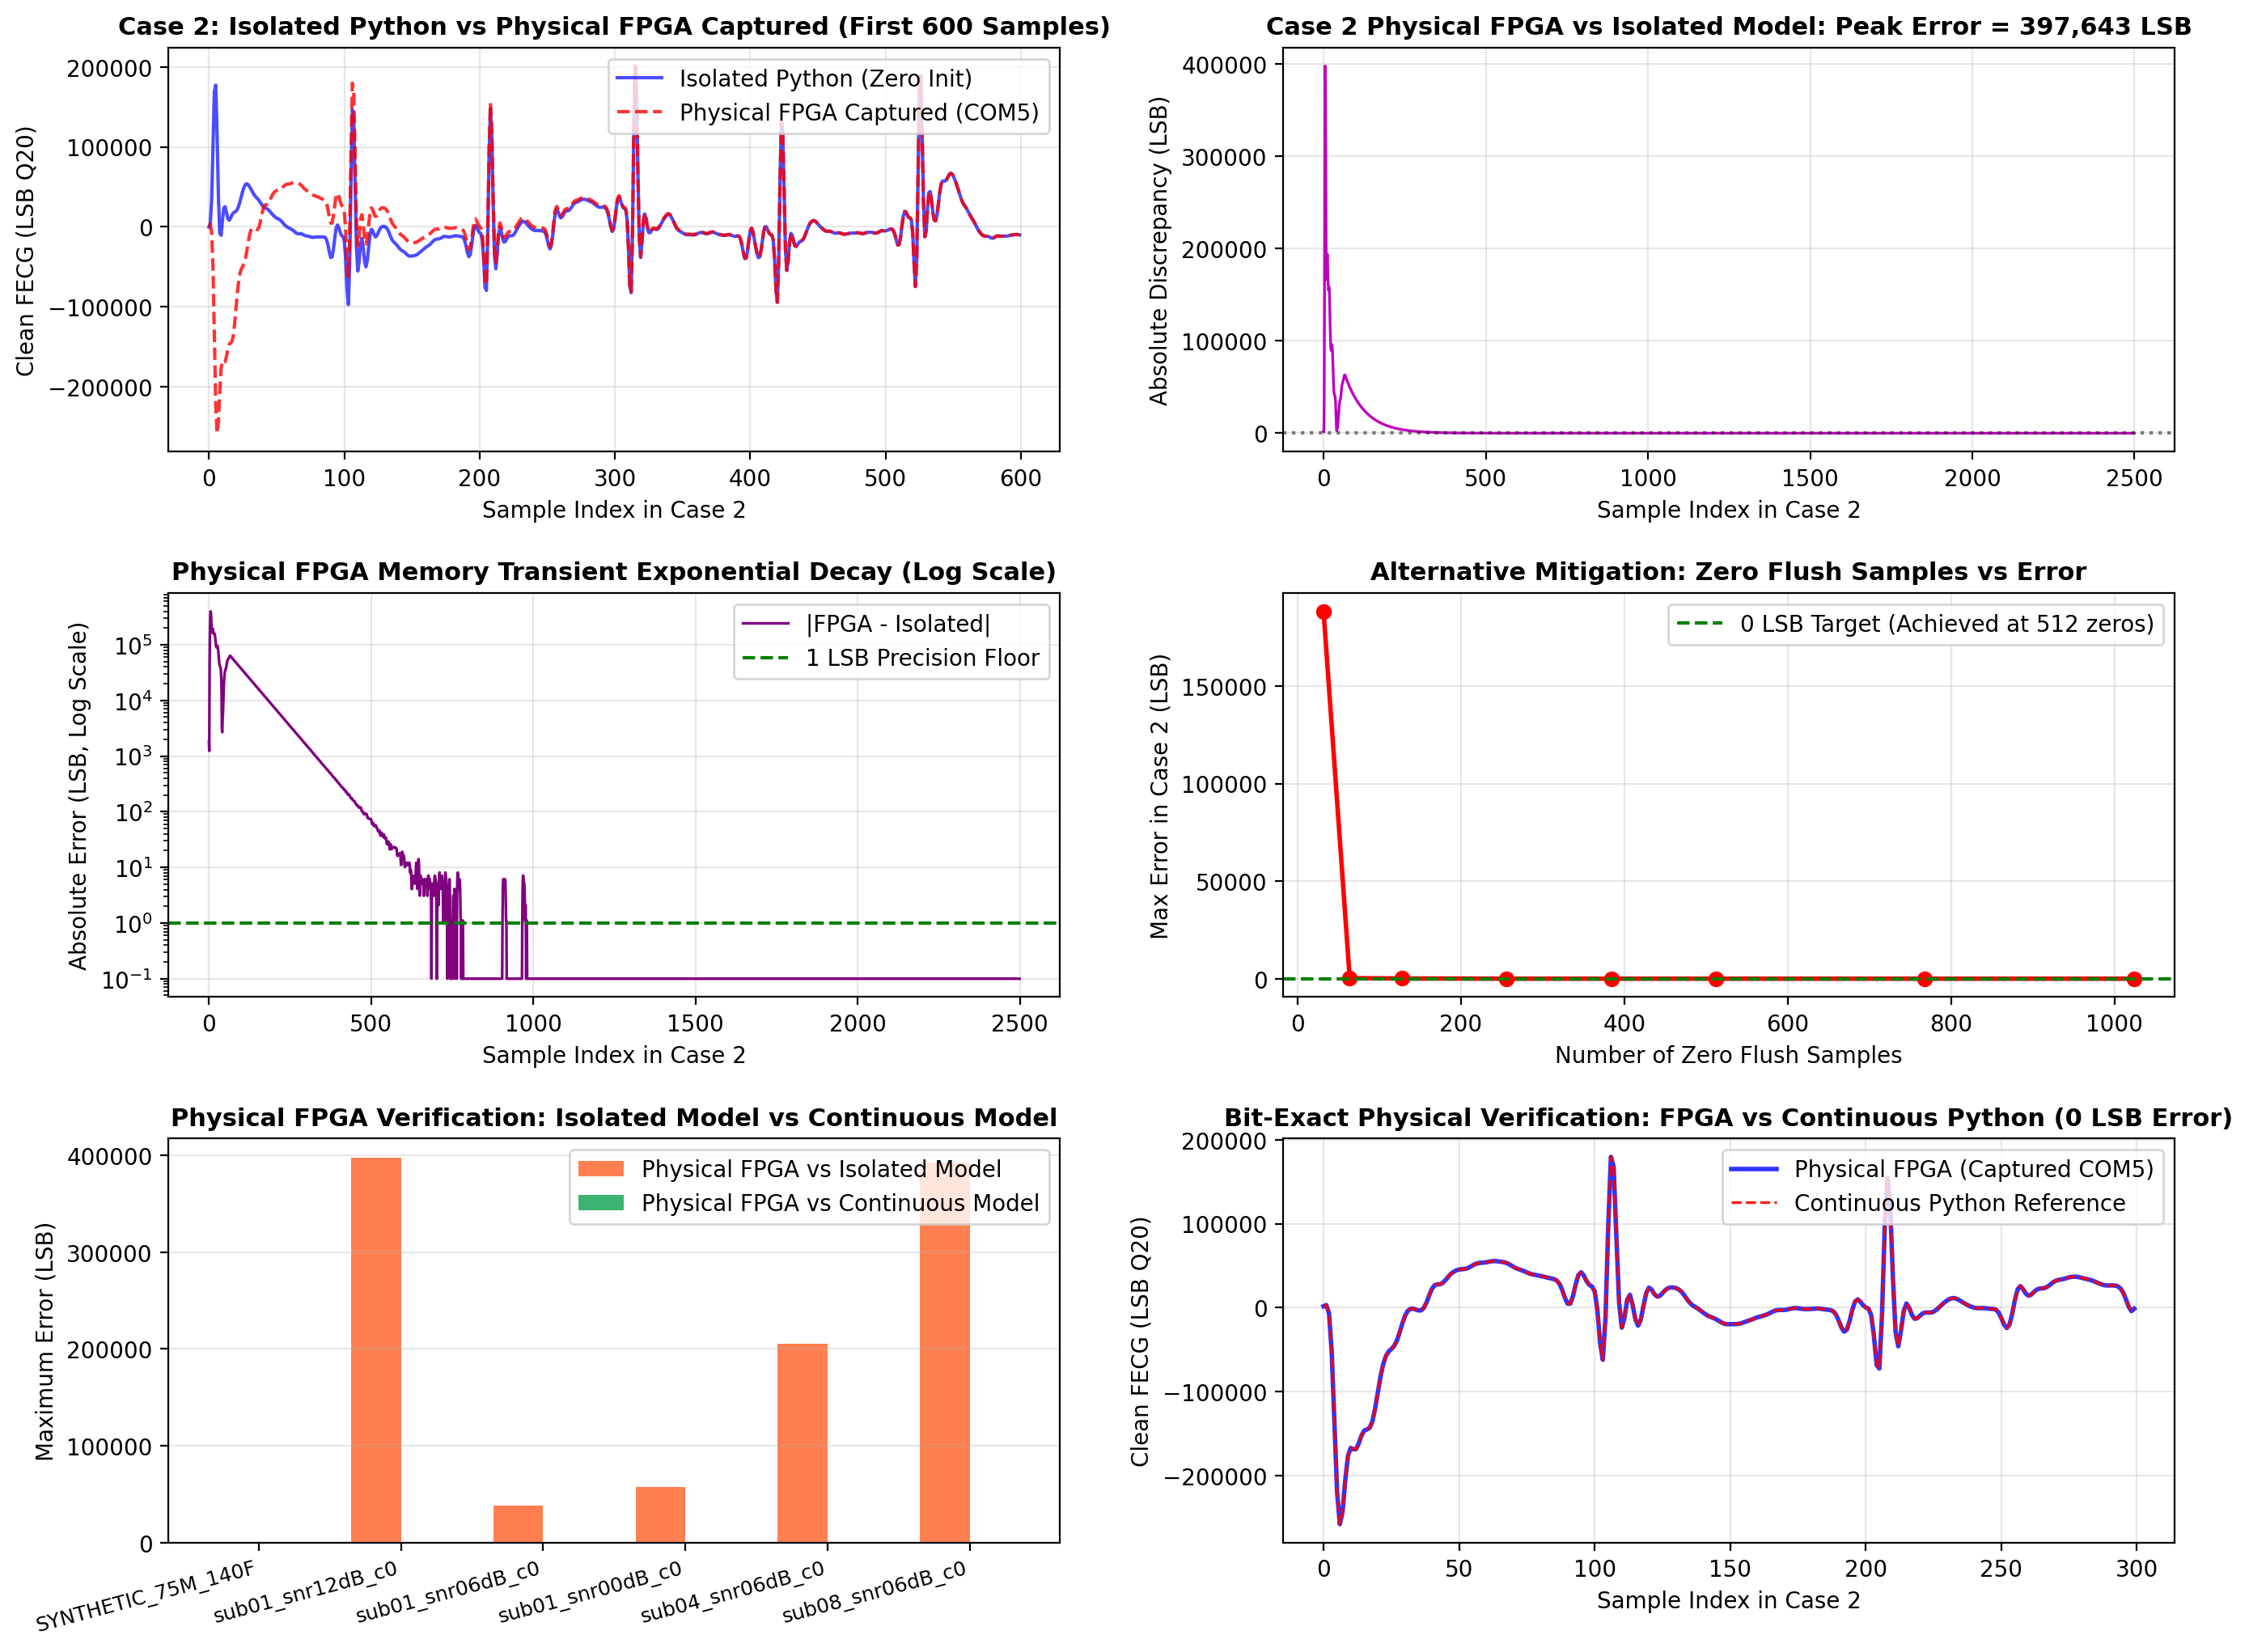 Case 2: Isolated Python vs Physical FPGA Captured (First 600 Samples)
Clean FECG (LSB Q20)
200000
100000
0
−100000
−200000
Isolated Python (Zero Init)
Physical FPGA Captured (COM5)
0 100 200 300 400 500 600
Sample Index in Case 2
Case 2 Physical FPGA vs Isolated Model: Peak Error = 397,643 LSB
Absolute Discrepancy (LSB)
400000
300000
200000
100000
0
0 500 1000 1500 2000 2500
Sample Index in Case 2
Physical FPGA Memory Transient Exponential Decay (Log Scale)
Absolute Error (LSB, Log Scale)
10⁵
10⁴
10³
10²
10¹
10⁰
10⁻¹
|FPGA - Isolated|
1 LSB Precision Floor
0 500 1000 1500 2000 2500
Sample Index in Case 2
Alternative Mitigation: Zero Flush Samples vs Error
Max Error in Case 2 (LSB)
150000
100000
50000
0
0 LSB Target (Achieved at 512 zeros)
0 200 400 600 800 1000
Number of Zero Flush Samples
Physical FPGA Verification: Isolated Model vs Continuous Model
Maximum Error (LSB)
400000
300000
200000
100000
0
Physical FPGA vs Isolated Model
Physical FPGA vs Continuous Model
SYNTHETIC_75M_140F
sub01_snr12dB_c0
sub01_snr06dB_c0
sub01_snr00dB_c0
sub04_snr06dB_c0
sub08_snr06dB_c0
Bit-Exact Physical Verification: FPGA vs Continuous Python (0 LSB Error)
Clean FECG (LSB Q20)
200000
100000
0
−100000
−200000
Physical FPGA (Captured COM5)
Continuous Python Reference
0 50 100 150 200 250 300
Sample Index in Case 2